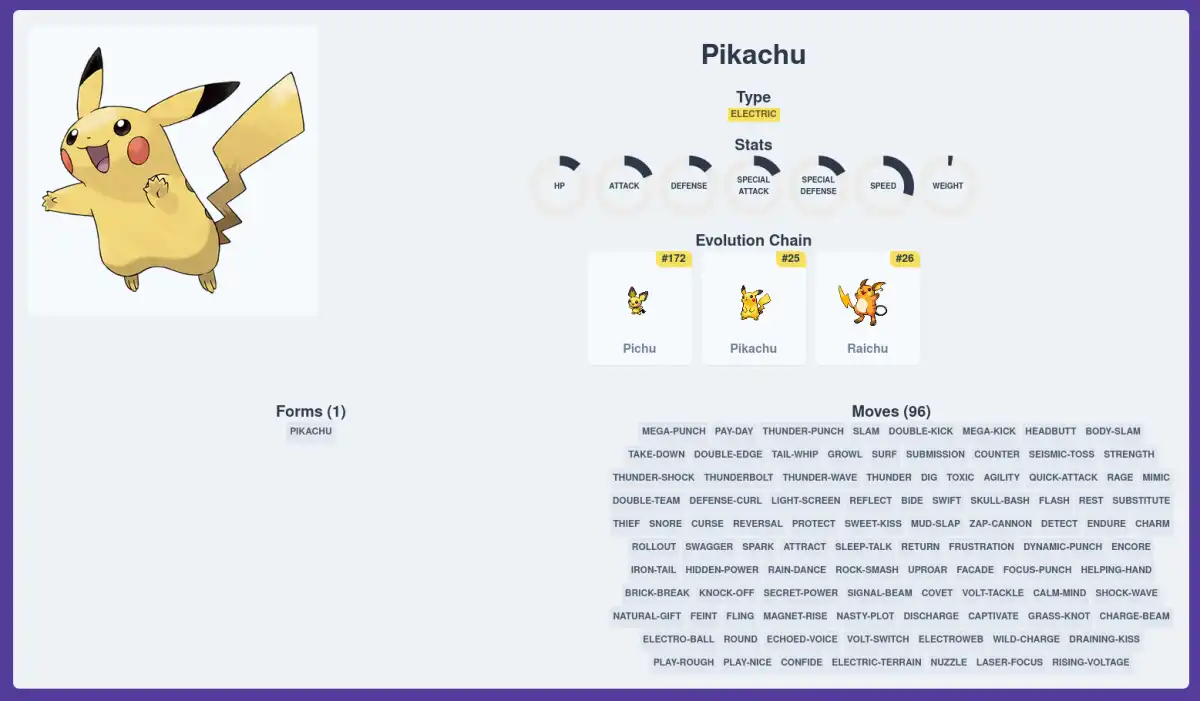 Pikachu
Type
ELECTRIC
Stats
HP
ATTACK
DEFENSE
SPECIAL
ATTACK
SPECIAL
DEFENSE
SPEED
WEIGHT
Evolution Chain
#172
Pichu
#25
Pikachu
#26
Raichu
Forms (1)
PIKACHU
Moves (96)
MEGA-PUNCH PAY-DAY THUNDER-PUNCH SLAM DOUBLE-KICK MEGA-KICK HEADBUTT BODY-SLAM
TAKE-DOWN DOUBLE-EDGE TAIL-WHIP GROWL SURF SUBMISSION COUNTER SEISMIC-TOSS STRENGTH
THUNDER-SHOCK THUNDERBOLT THUNDER-WAVE THUNDER DIG TOXIC AGILITY QUICK-ATTACK RAGE MIMIC
DOUBLE-TEAM DEFENSE-CURL LIGHT-SCREEN REFLECT BIDE SWIFT SKULL-BASH FLASH REST SUBSTITUTE
THIEF SNORE CURSE REVERSAL PROTECT SWEET-KISS MUD-SLAP ZAP-CANNON DETECT ENDURE CHARM
ROLLOUT SWAGGER SPARK ATTRACT SLEEP-TALK RETURN FRUSTRATION DYNAMIC-PUNCH ENCORE
IRON-TAIL HIDDEN-POWER RAIN-DANCE ROCK-SMASH UPROAR FACADE FOCUS-PUNCH HELPING-HAND
BRICK-BREAK KNOCK-OFF SECRET-POWER SIGNAL-BEAM COVET VOLT-TACKLE CALM-MIND SHOCK-WAVE
NATURAL-GIFT FEINT FLING MAGNET-RISE NASTY-PLOT DISCHARGE CAPTIVATE GRASS-KNOT CHARGE-BEAM
ELECTRO-BALL ROUND ECHOED-VOICE VOLT-SWITCH ELECTROWEB WILD-CHARGE DRAINING-KISS
PLAY-ROUGH PLAY-NICE CONFIDE ELECTRIC-TERRAIN NUZZLE LASER-FOCUS RISING-VOLTAGE